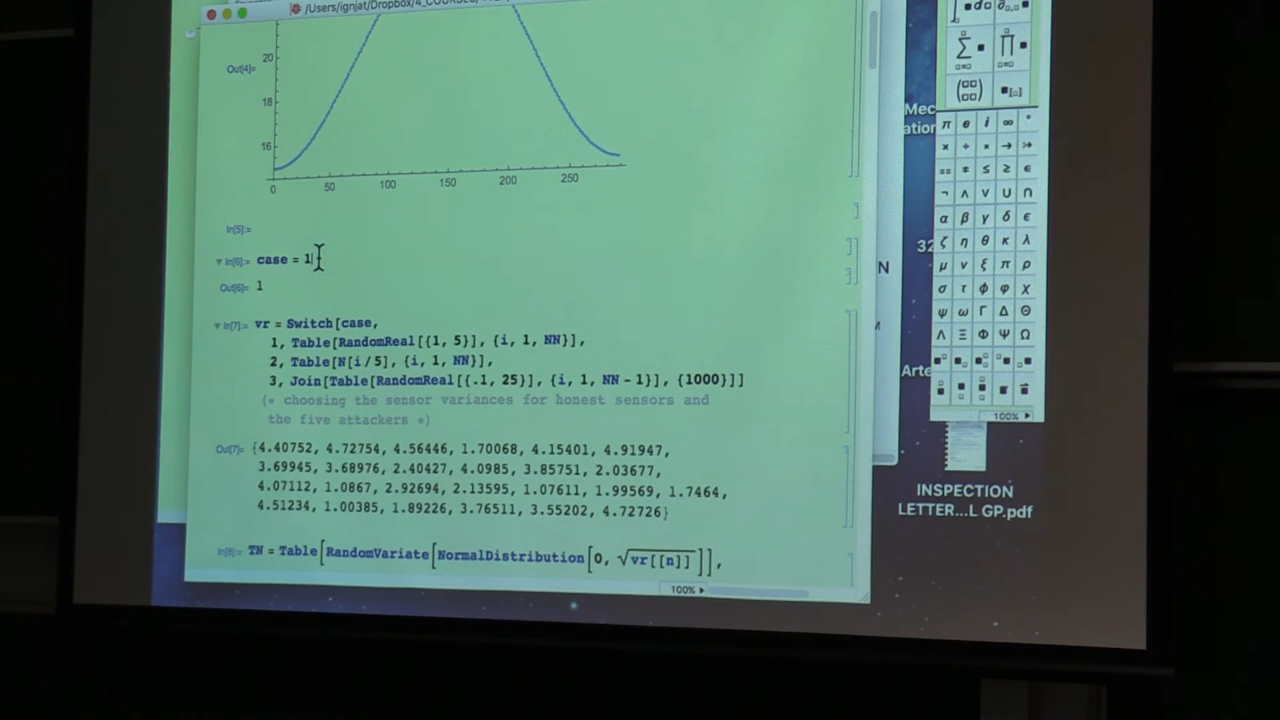 /Users/ignjat/Dropbox/4_COURSES/
20
Out[4]=
18
16
0 50 100 150 200 250
In[5]:=
In[6]:= case = 1
Out[6]= 1
In[7]:= vr = Switch[case,
1, Table[RandomReal[{1, 5}], {i, 1, NN}],
2, Table[N[i/5], {i, 1, NN}],
3, Join[Table[RandomReal[{.1, 25}], {i, 1, NN - 1}], {1000}]]
(* choosing the sensor variances for honest sensors and
the five attackers *)
Out[7]= {4.40752, 4.72754, 4.56446, 1.70068, 4.15401, 4.91947,
3.69945, 3.68976, 2.40427, 4.0985, 3.85751, 2.03677,
4.07112, 1.0867, 2.92694, 2.13595, 1.07611, 1.99569, 1.7464,
4.51234, 1.00385, 1.89226, 3.76511, 3.55202, 4.72726}
In[8]:= TN = Table[RandomVariate[NormalDistribution[0, √vr[[n]]]],
100%
π e i ∞ °
× ÷ × → ↣
== ≠ ≤ ≥ ∈
¬ ∧ ∨ ∪ ∩
α β γ δ ε
ζ η θ κ λ
μ ν ξ π ρ
σ τ φ φ χ
ψ ω Γ Δ Θ
Λ Ξ Φ Ψ Ω
100%
Mec
ation
32
N
Arte
INSPECTION
LETTER...L GP.pdf